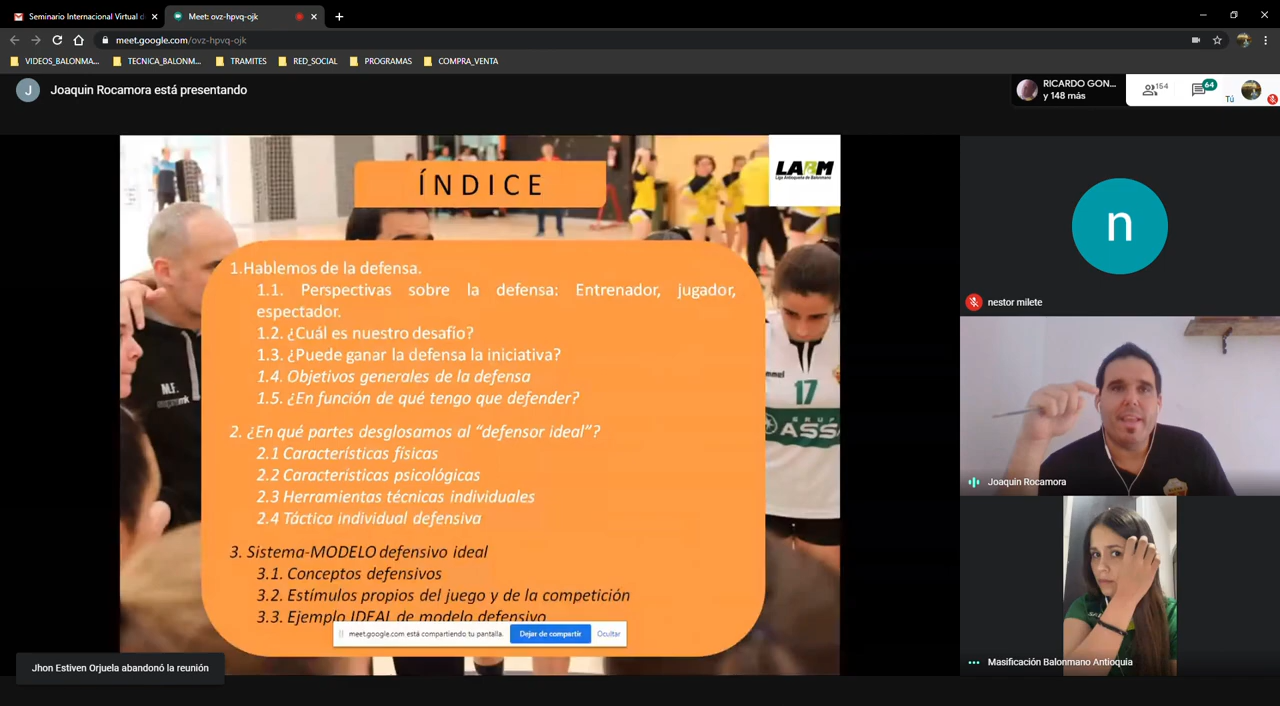 Seminario Internacional Virtual d
Meet: ovz-hpvq-ojk
meet.google.com/ovz-hpvq-ojk
VIDEOS_BALONMA...
TECNICA_BALONM...
TRAMITES
RED_SOCIAL
PROGRAMAS
COMPRA_VENTA
J
Joaquin Rocamora está presentando
RICARDO GON...
y 148 más
154
64
Tú
ÍNDICE
LABM
Liga Antioqueña de Balonmano
1.Hablemos de la defensa.
1.1. Perspectivas sobre la defensa: Entrenador, jugador,
espectador.
1.2. ¿Cuál es nuestro desafío?
1.3. ¿Puede ganar la defensa la iniciativa?
1.4. Objetivos generales de la defensa
1.5. ¿En función de qué tengo que defender?
2. ¿En qué partes desglosamos al “defensor ideal”?
2.1 Características físicas
2.2 Características psicológicas
2.3 Herramientas técnicas individuales
2.4 Táctica individual defensiva
3. Sistema-MODELO defensivo ideal
3.1. Conceptos defensivos
3.2. Estímulos propios del juego y de la competición
3.3. Ejemplo IDEAL de modelo defensivo
M.F.
mmel
17
ASS
meet.google.com está compartiendo tu pantalla.
Dejar de compartir
Ocultar
Jhon Estiven Orjuela abandonó la reunión
n
nestor milete
Joaquin Rocamora
Masificación Balonmano Antioquia